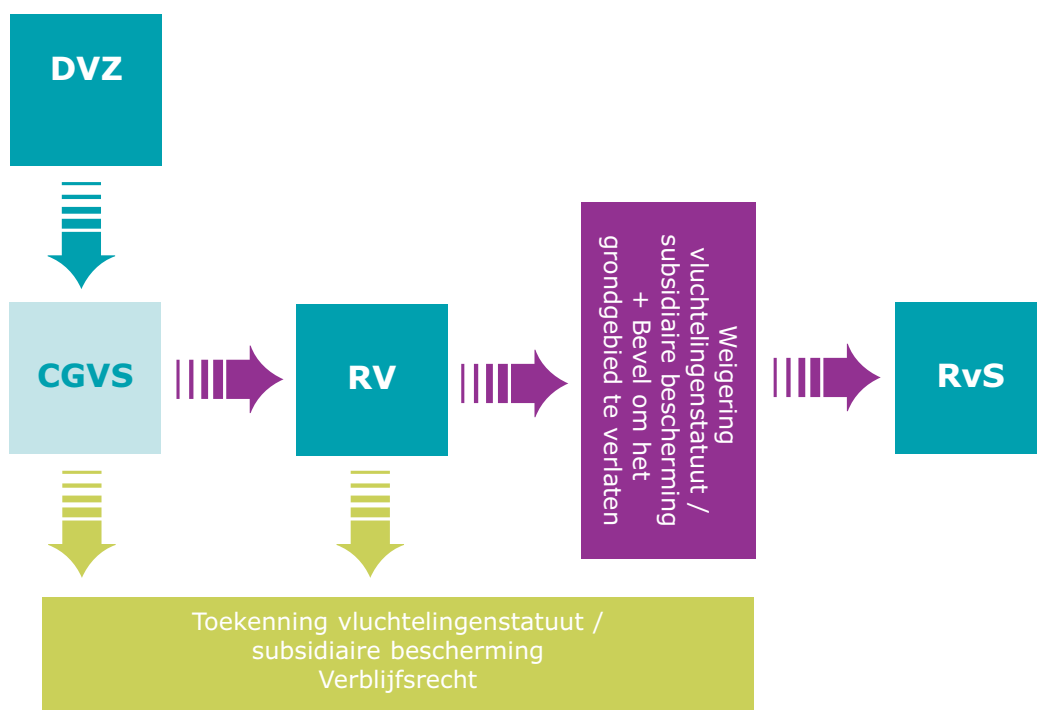 DVZ
CGVS
RV
Weigering
vluchtelingenstatuut /
subsidiaire bescherming
+ Bevel om het
grondgebied te verlaten
RvS
Toekenning vluchtelingenstatuut /
subsidiaire bescherming
Verblijfsrecht